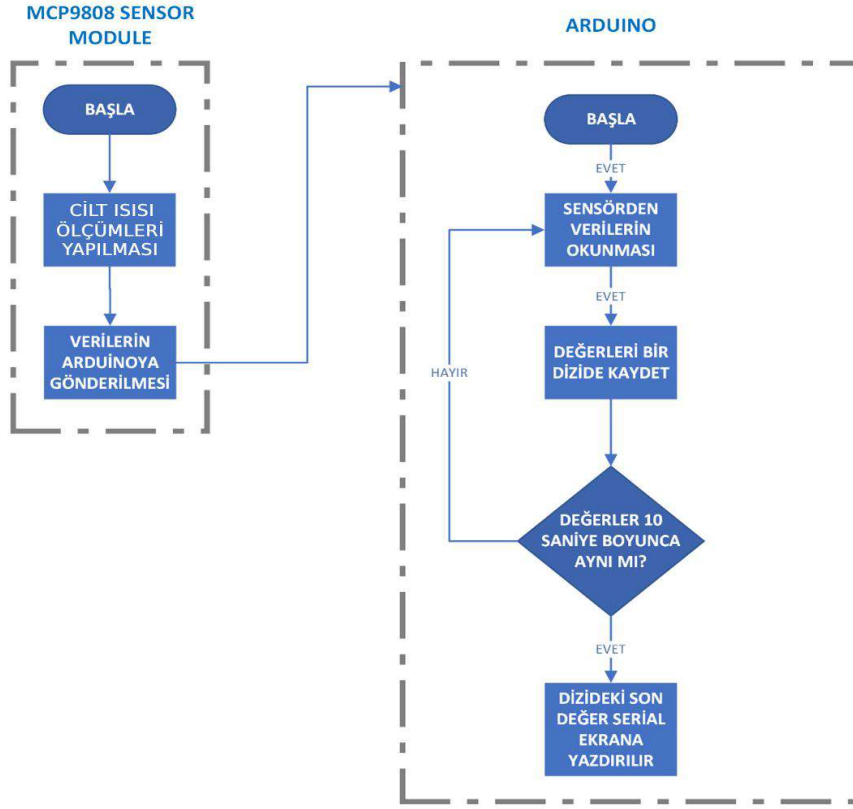 MCP9808 SENSOR
MODULE
BAŞLA
CİLT ISISI
ÖLÇÜMLERİ
YAPILMASI
VERİLERİN
ARDUİNOYA
GÖNDERİLMESİ
ARDUINO
BAŞLA
EVET
SENSÖRDEN
VERİLERİN
OKUNMASI
EVET
DEĞERLERİ BİR
DİZİDE KAYDET
HAYIR
DEĞERLER 10
SANİYE BOYUNCA
AYNI MI?
EVET
DİZİDEKİ SON
DEĞER SERIAL
EKRANA
YAZDIRILIR